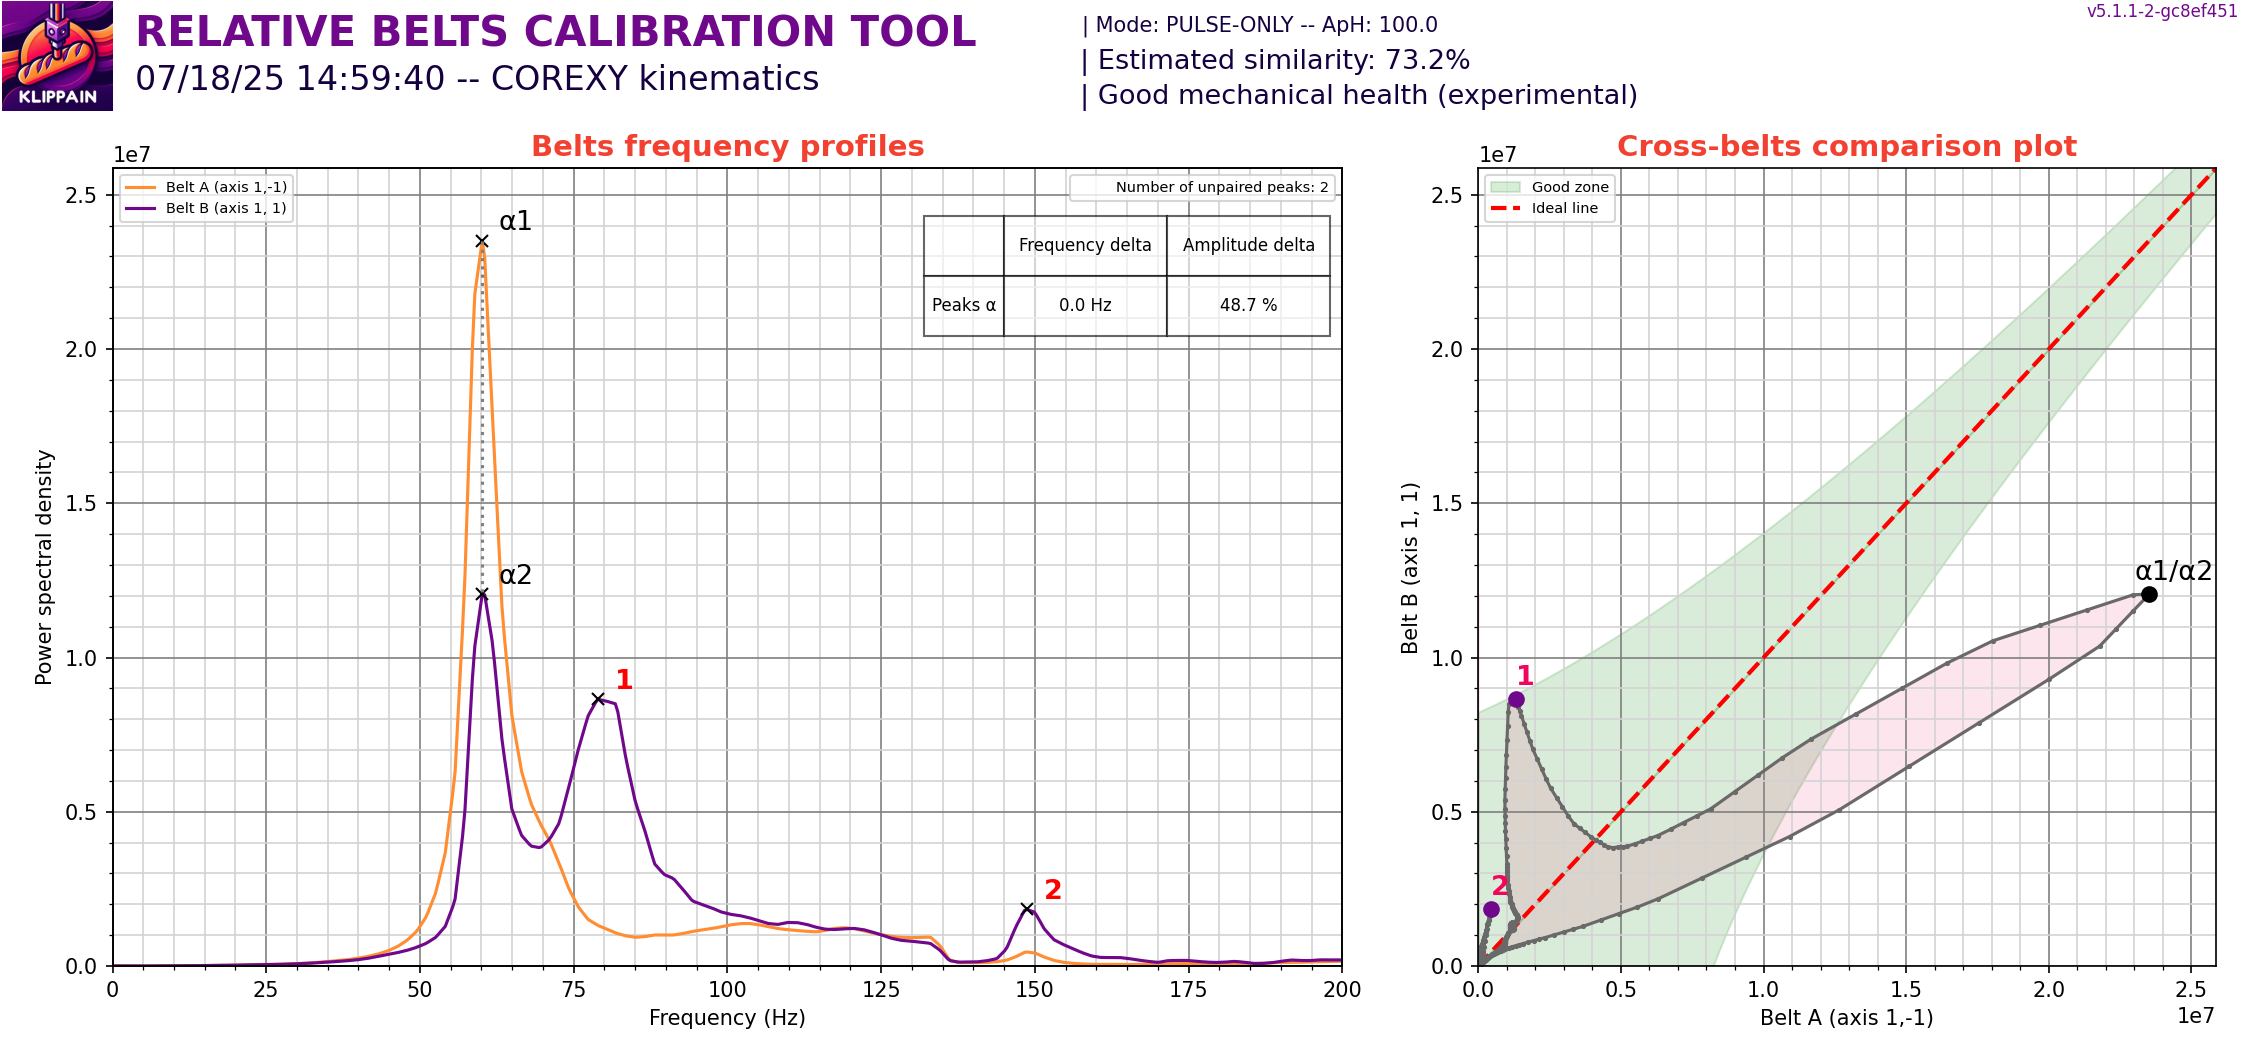 KLIPPAIN
RELATIVE BELTS CALIBRATION TOOL
07/18/25 14:59:40 -- COREXY kinematics
| Mode: PULSE-ONLY -- ApH: 100.0
| Estimated similarity: 73.2%
| Good mechanical health (experimental)
v5.1.1-2-gc8ef451
Belts frequency profiles
1e7
Belt A (axis 1,-1)
Belt B (axis 1, 1)
Number of unpaired peaks: 2
Frequency delta Amplitude delta
Peaks α 0.0 Hz 48.7 %
α1
α2
1
2
2.5
2.0
1.5
1.0
0.5
0.0
Power spectral density
0 25 50 75 100 125 150 175 200
Frequency (Hz)
Cross-belts comparison plot
1e7
Good zone
Ideal line
α1/α2
1
2
2.5
2.0
1.5
1.0
0.5
0.0
Belt B (axis 1, 1)
0.0 0.5 1.0 1.5 2.0 2.5
1e7
Belt A (axis 1,-1)